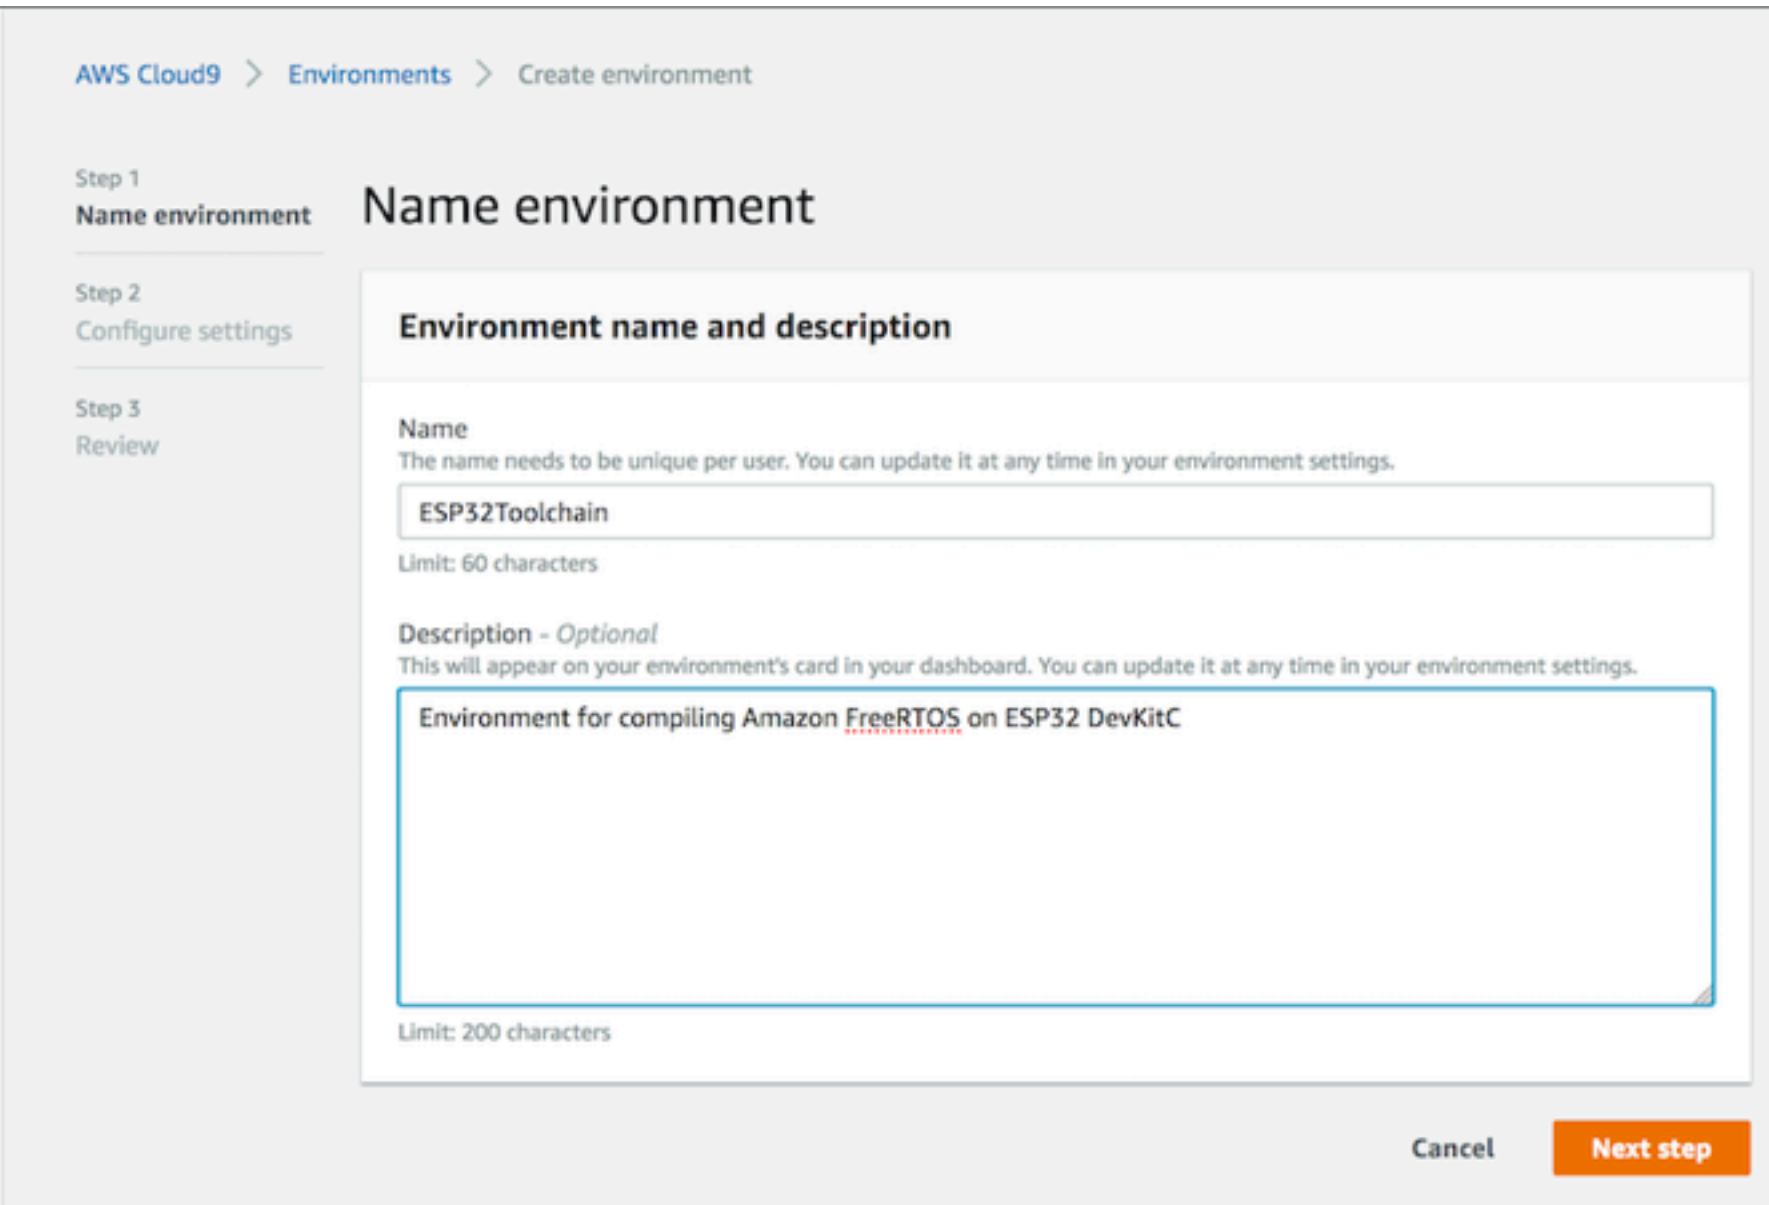 AWS Cloud9 > Environments > Create environment
Step 1
Name environment
Step 2
Configure settings
Step 3
Review
Name environment
Environment name and description
Name
The name needs to be unique per user. You can update it at any time in your environment settings.
ESP32Toolchain
Limit: 60 characters
Description - Optional
This will appear on your environment's card in your dashboard. You can update it at any time in your environment settings.
Environment for compiling Amazon FreeRTOS on ESP32 DevKitC
Limit: 200 characters
Cancel
Next step